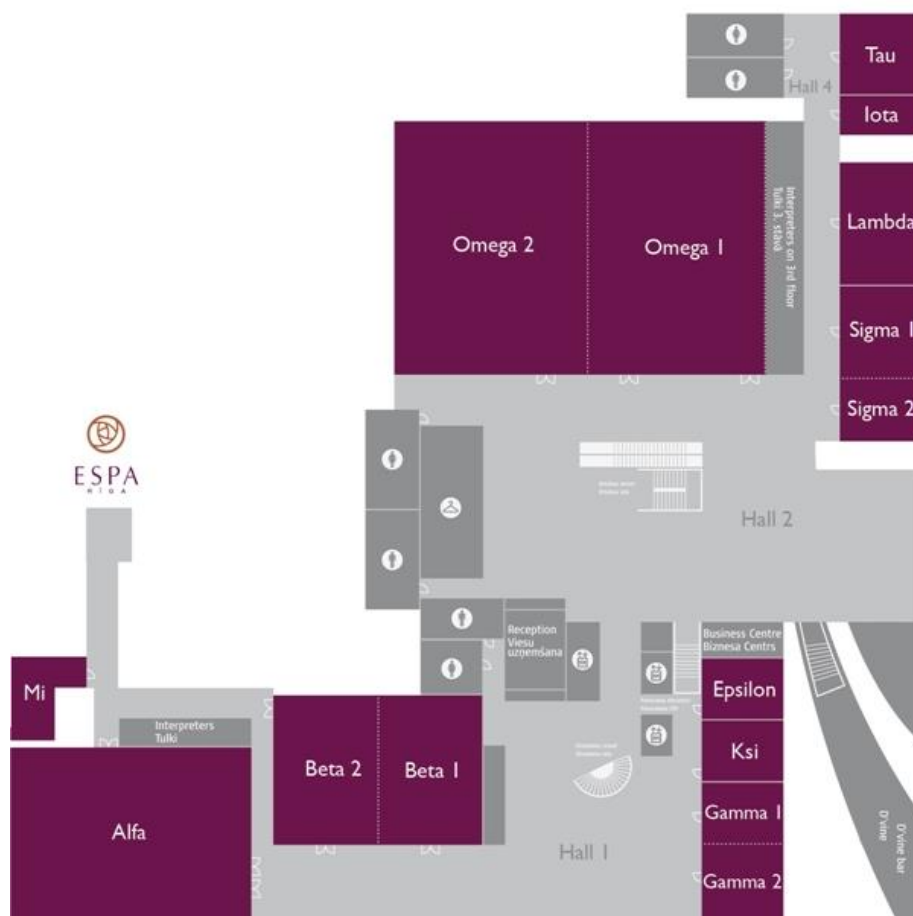 Tau
Hall 4
Iota
Interpreters on 3rd floor
Tulki 3. stāvā
Lambda
Omega 2
Omega 1
Sigma 1
Sigma 2
ESPA
RĪGA
Hall 2
Reception
Viesu
uzņemšana
Business Centre
Biznesa Centrs
Mi
Epsilon
Interpreters
Tulki
Ksi
Beta 2
Beta 1
Gamma 1
Alfa
Hall 1
D'vine bar
D'vine
Gamma 2